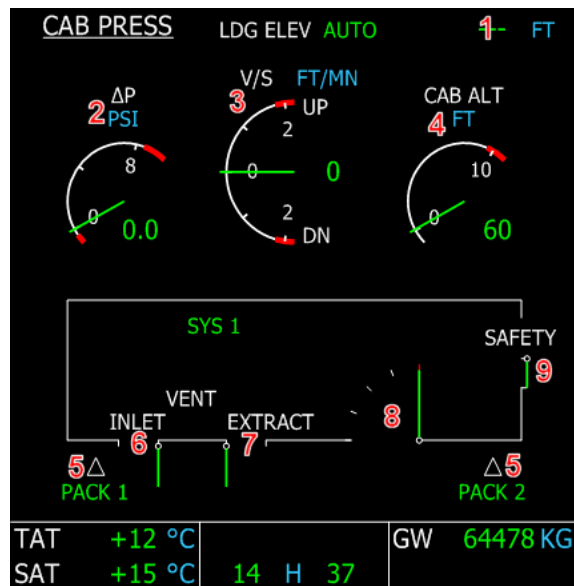 CAB PRESS LDG ELEV AUTO 1 -- FT
V/S FT/MN
ΔP 3 UP CAB ALT
2 PSI 2 4 FT
8 10
0 0 0 0
0.0 2 60
DN
SYS 1
SAFETY
9
VENT
INLET EXTRACT 8
6 7
5 △ △ 5
PACK 1 PACK 2
TAT +12 °C GW 64478 KG
SAT +15 °C 14 H 37